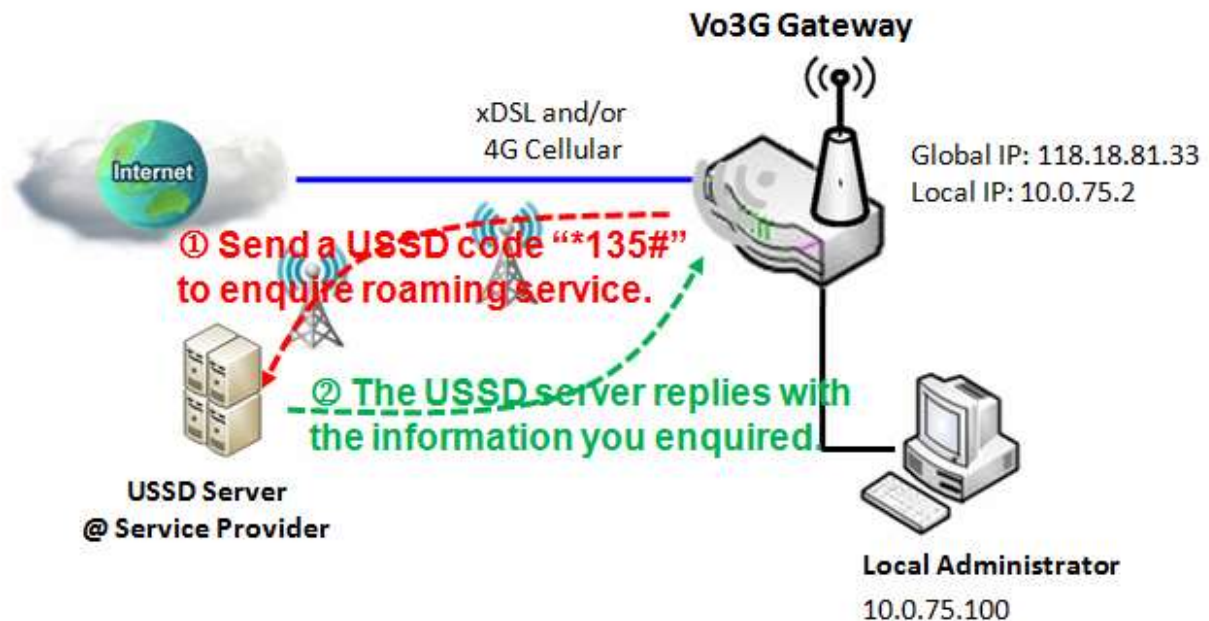 Vo3G Gateway
xDSL and/or
4G Cellular
Global IP: 118.18.81.33
Local IP: 10.0.75.2
Internet
① Send a USSD code “*135#”
to enquire roaming service.
② The USSD server replies with
the information you enquired.
USSD Server
@ Service Provider
Local Administrator
10.0.75.100